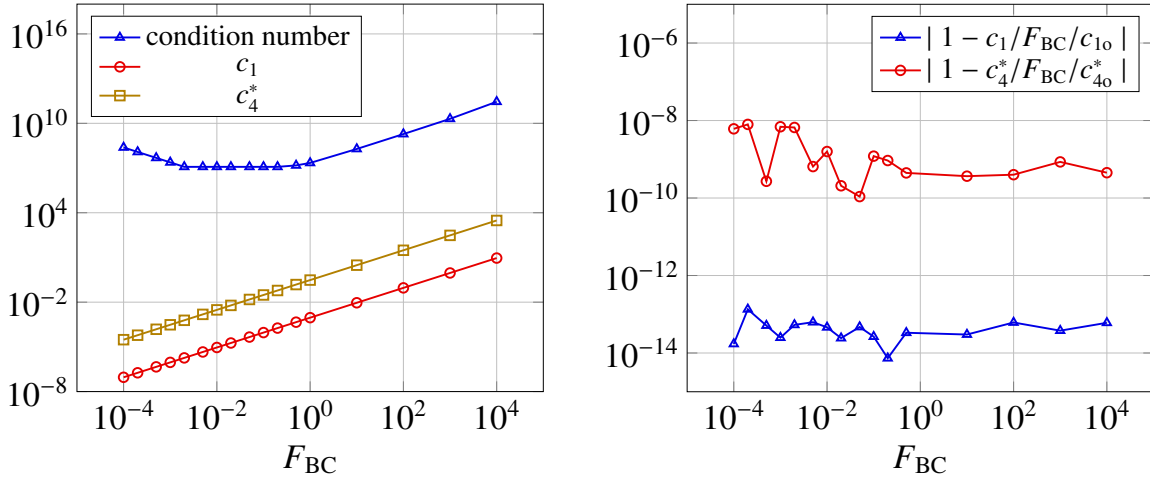 10^16
10^10
10^4
10^−2
10^−8
condition number
c_1
c_4^*
10^−4
10^−2
10^0
10^2
10^4
F_BC
10^−6
10^−8
10^−10
10^−12
10^−14
| 1 − c_1/F_BC/c_1o |
| 1 − c_4^*/F_BC/c_4o^* |
10^−4
10^−2
10^0
10^2
10^4
F_BC